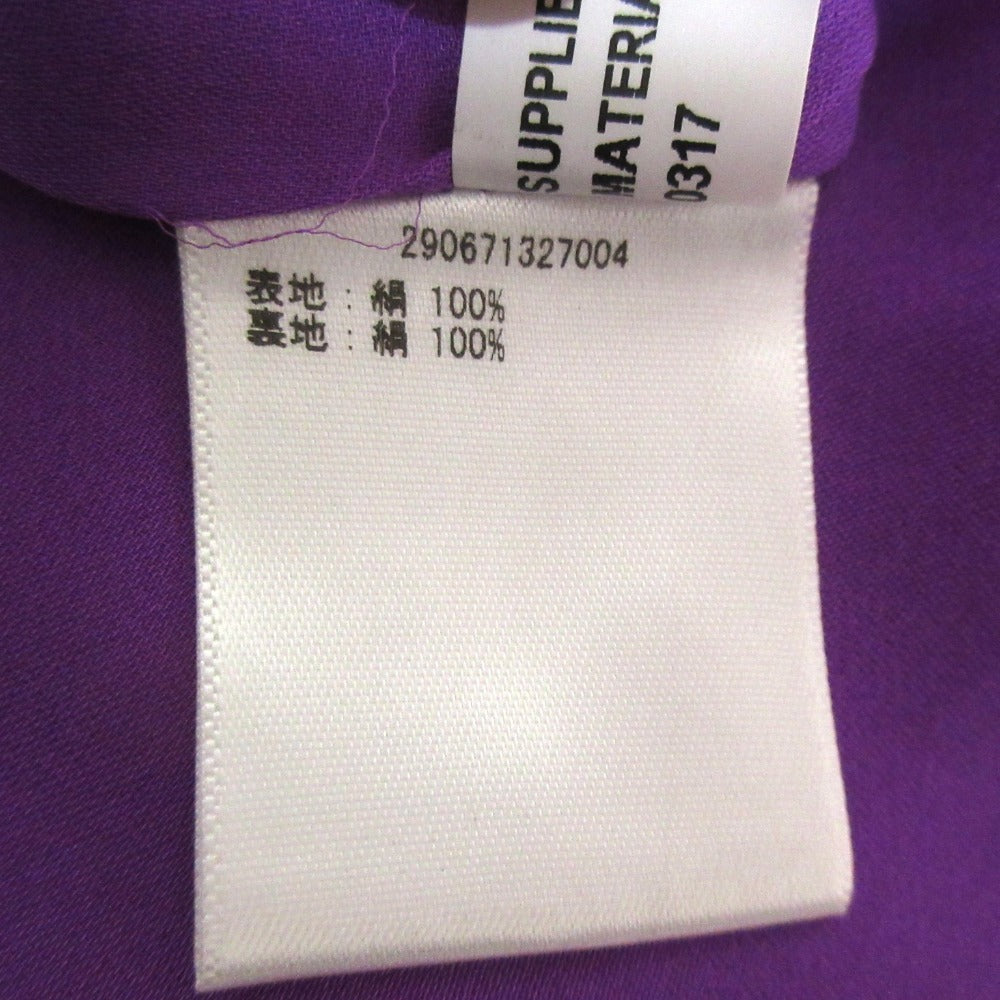 SUPPLIE
MATERIA
0317
290671327004
表地 : 絹 100%
裏地 : 絹 100%